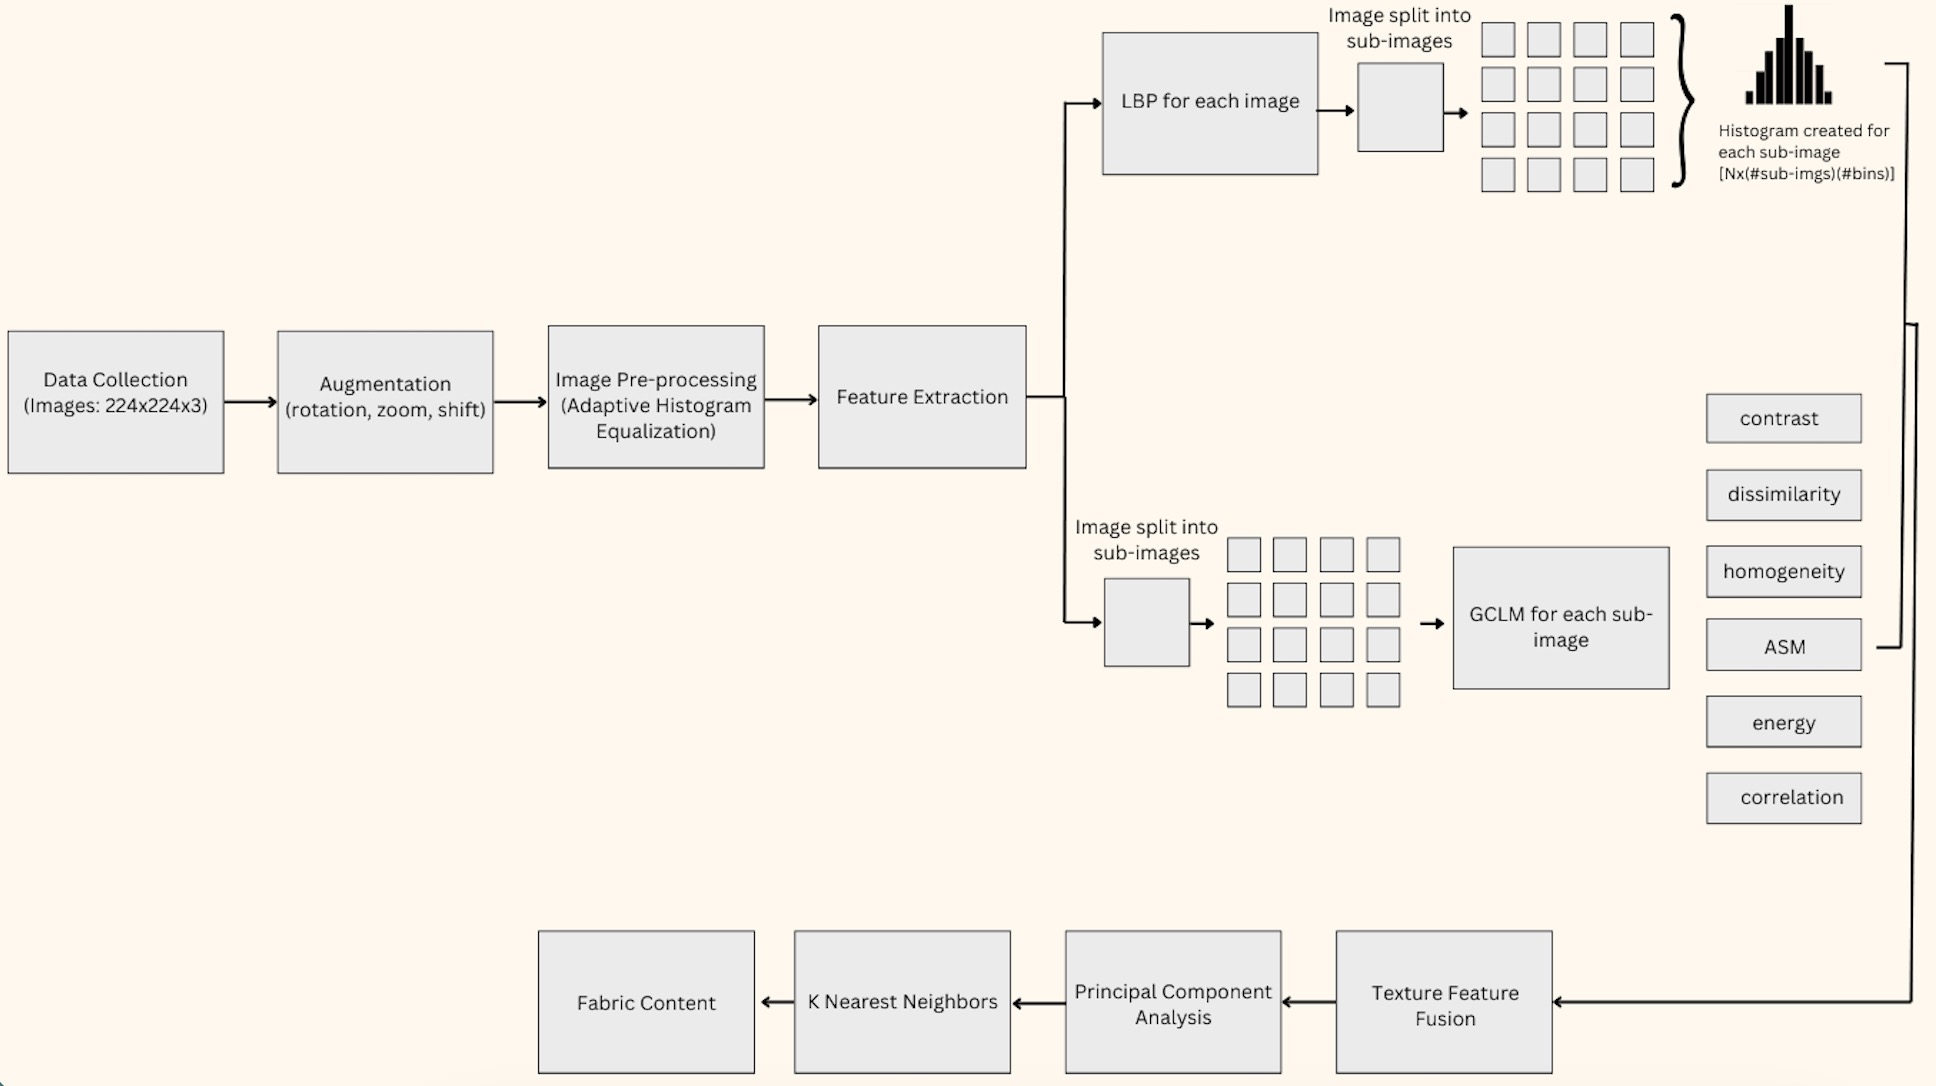 Image split into
sub-images
LBP for each image
Histogram created for
each sub-image
[Nx(#sub-imgs)(#bins)]
Data Collection
(Images: 224x224x3)
Augmentation
(rotation, zoom, shift)
Image Pre-processing
(Adaptive Histogram
Equalization)
Feature Extraction
Image split into
sub-images
GCLM for each sub-
image
contrast
dissimilarity
homogeneity
ASM
energy
correlation
Fabric Content
K Nearest Neighbors
Principal Component
Analysis
Texture Feature
Fusion